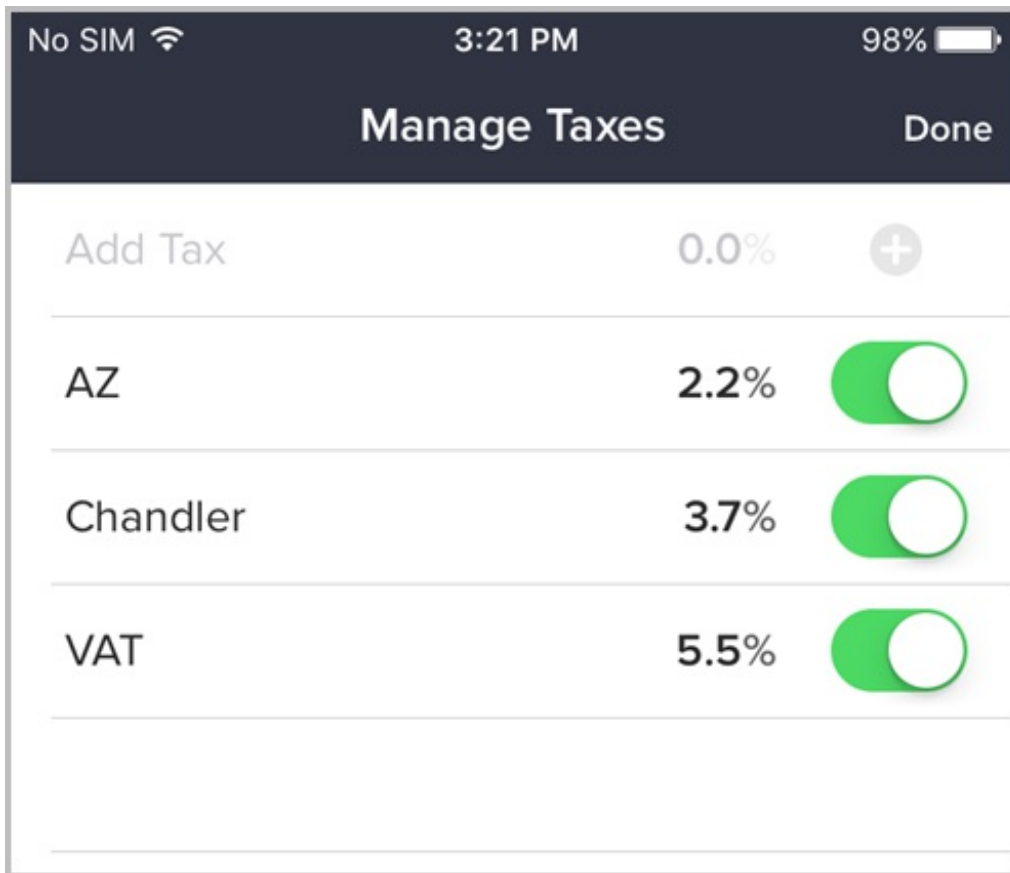 No SIM 3:21 PM 98%
Manage Taxes Done
Add Tax 0.0%
AZ 2.2%
Chandler 3.7%
VAT 5.5%